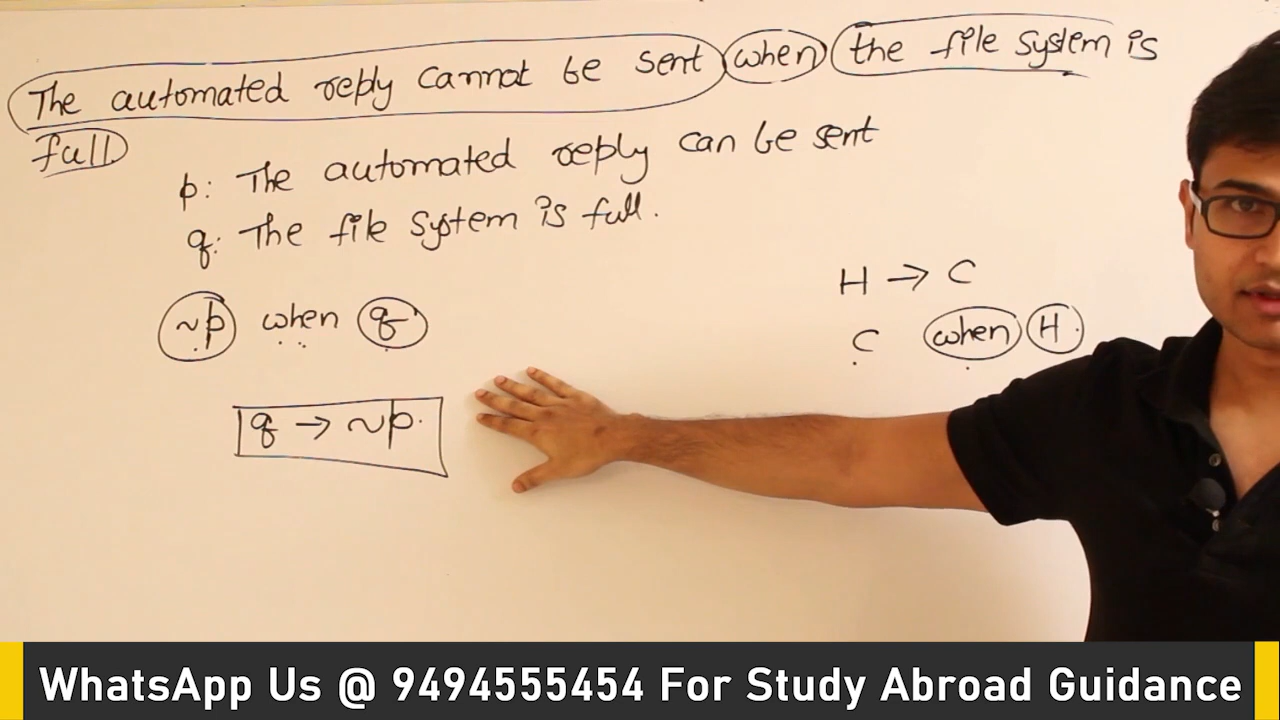 The automated reply cannot be sent when the file system is
full
p: The automated reply can be sent
q: The file system is full.
~p when q
q → ~p.
H → C
C when H.
WhatsApp Us @ 9494555454 For Study Abroad Guidance